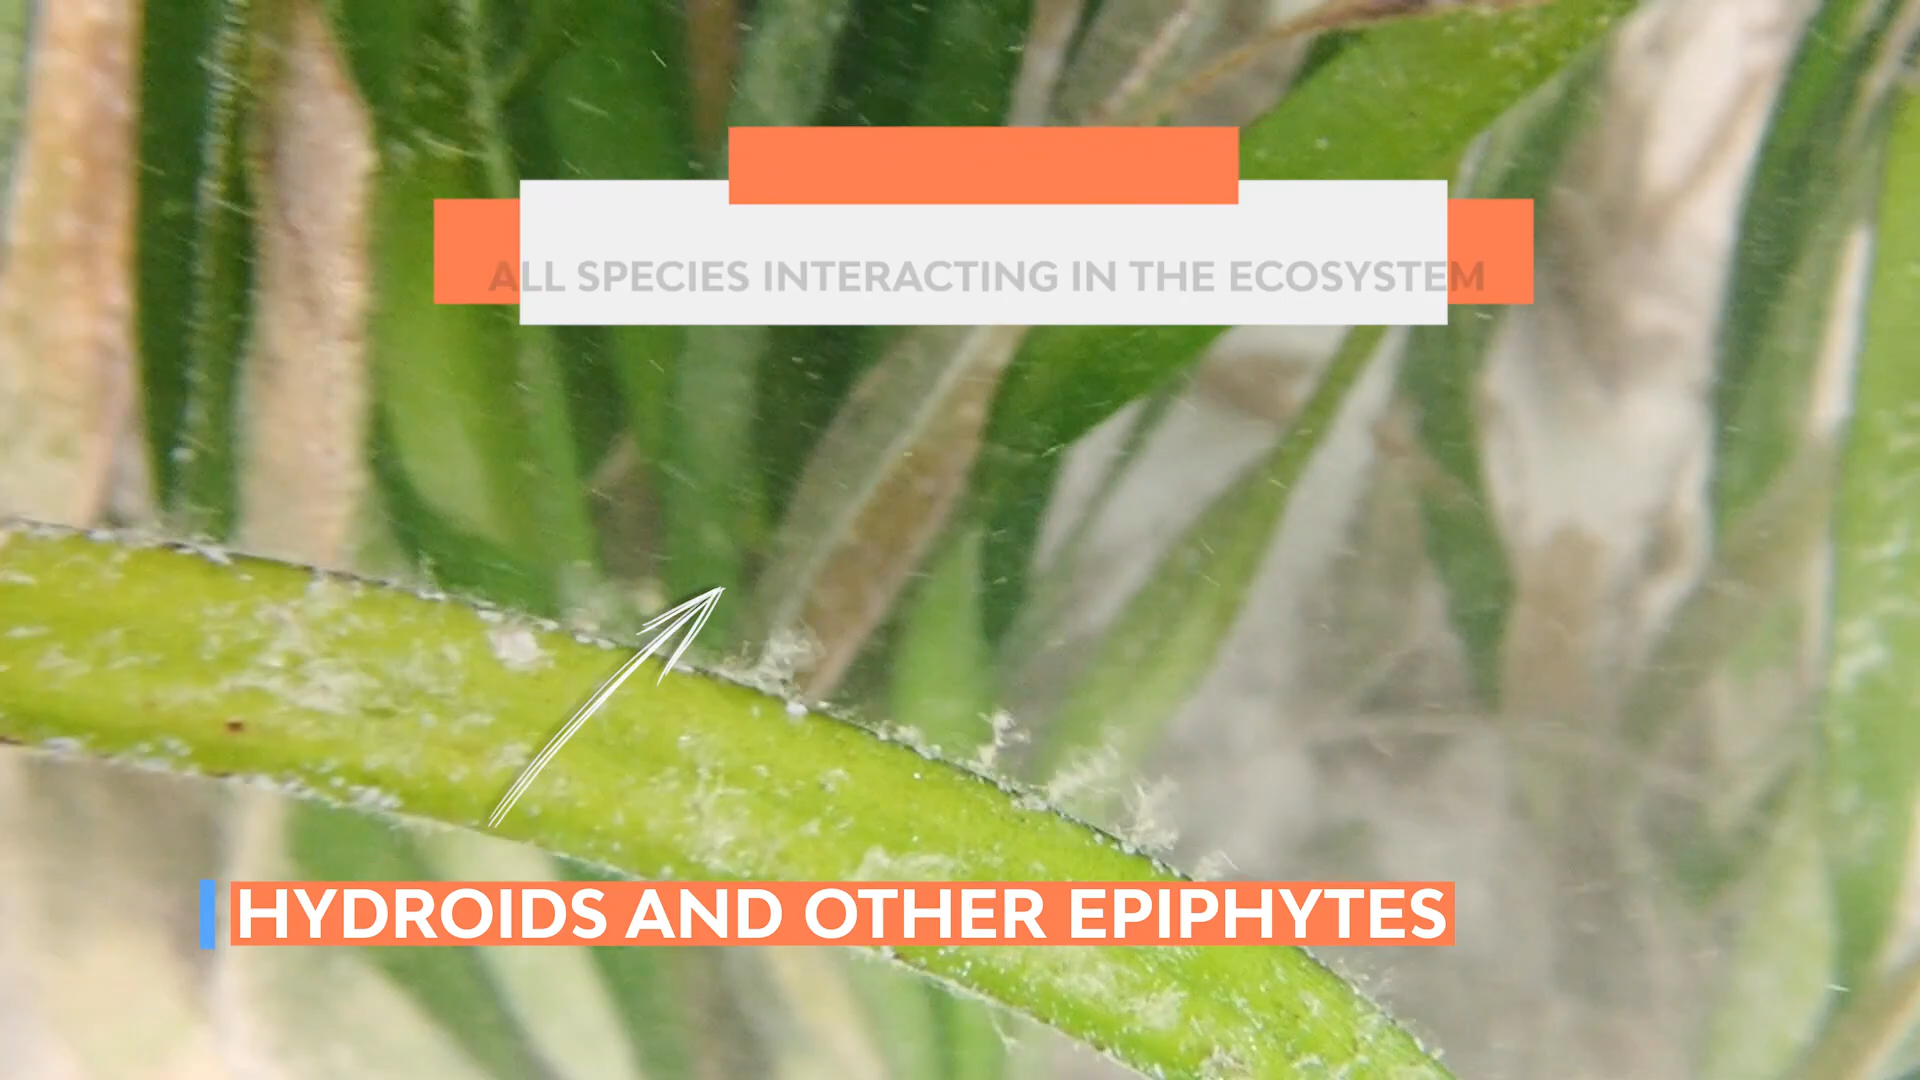 ALL SPECIES INTERACTING IN THE ECOSYSTEM
HYDROIDS AND OTHER EPIPHYTES